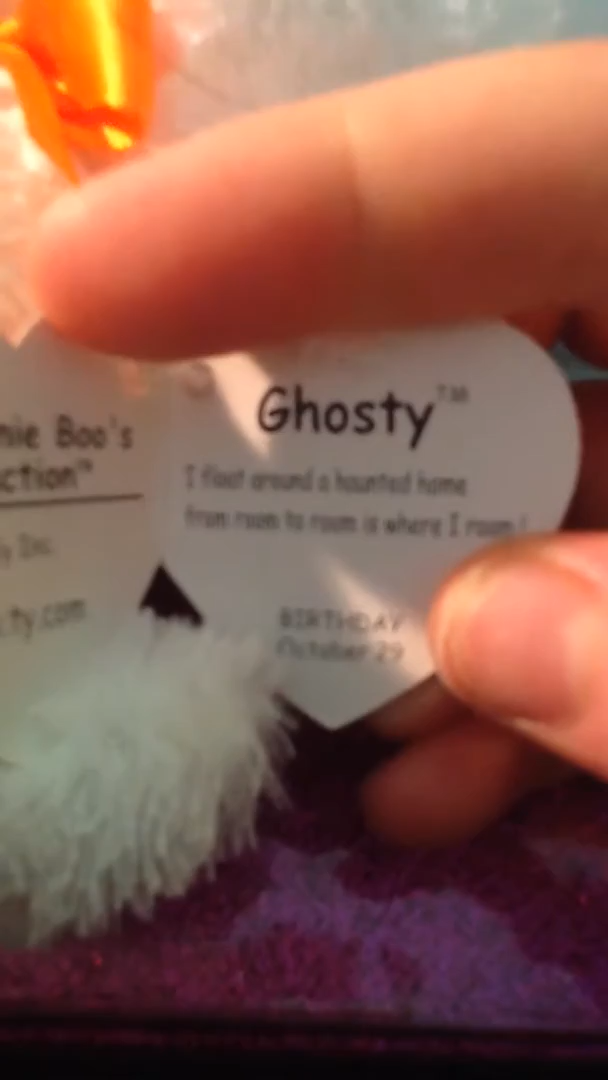 nie Boo's
ction™
y Inc.
ty.com
Ghosty™
I float around a haunted home
from room to room is where I roam!
BIRTHDAY
October 29